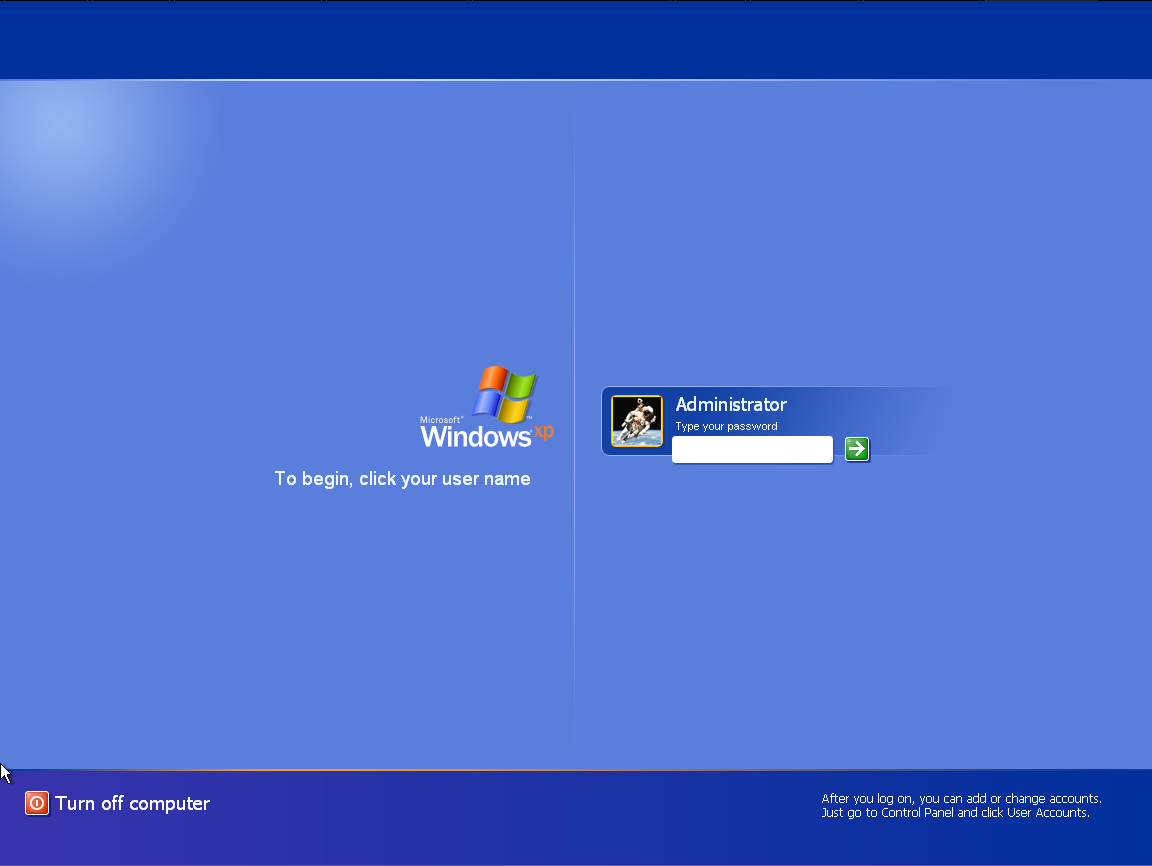 Administrator
Type your password
Microsoft®
Windows xp™
To begin, click your user name
Turn off computer
After you log on, you can add or change accounts.
Just go to Control Panel and click User Accounts.